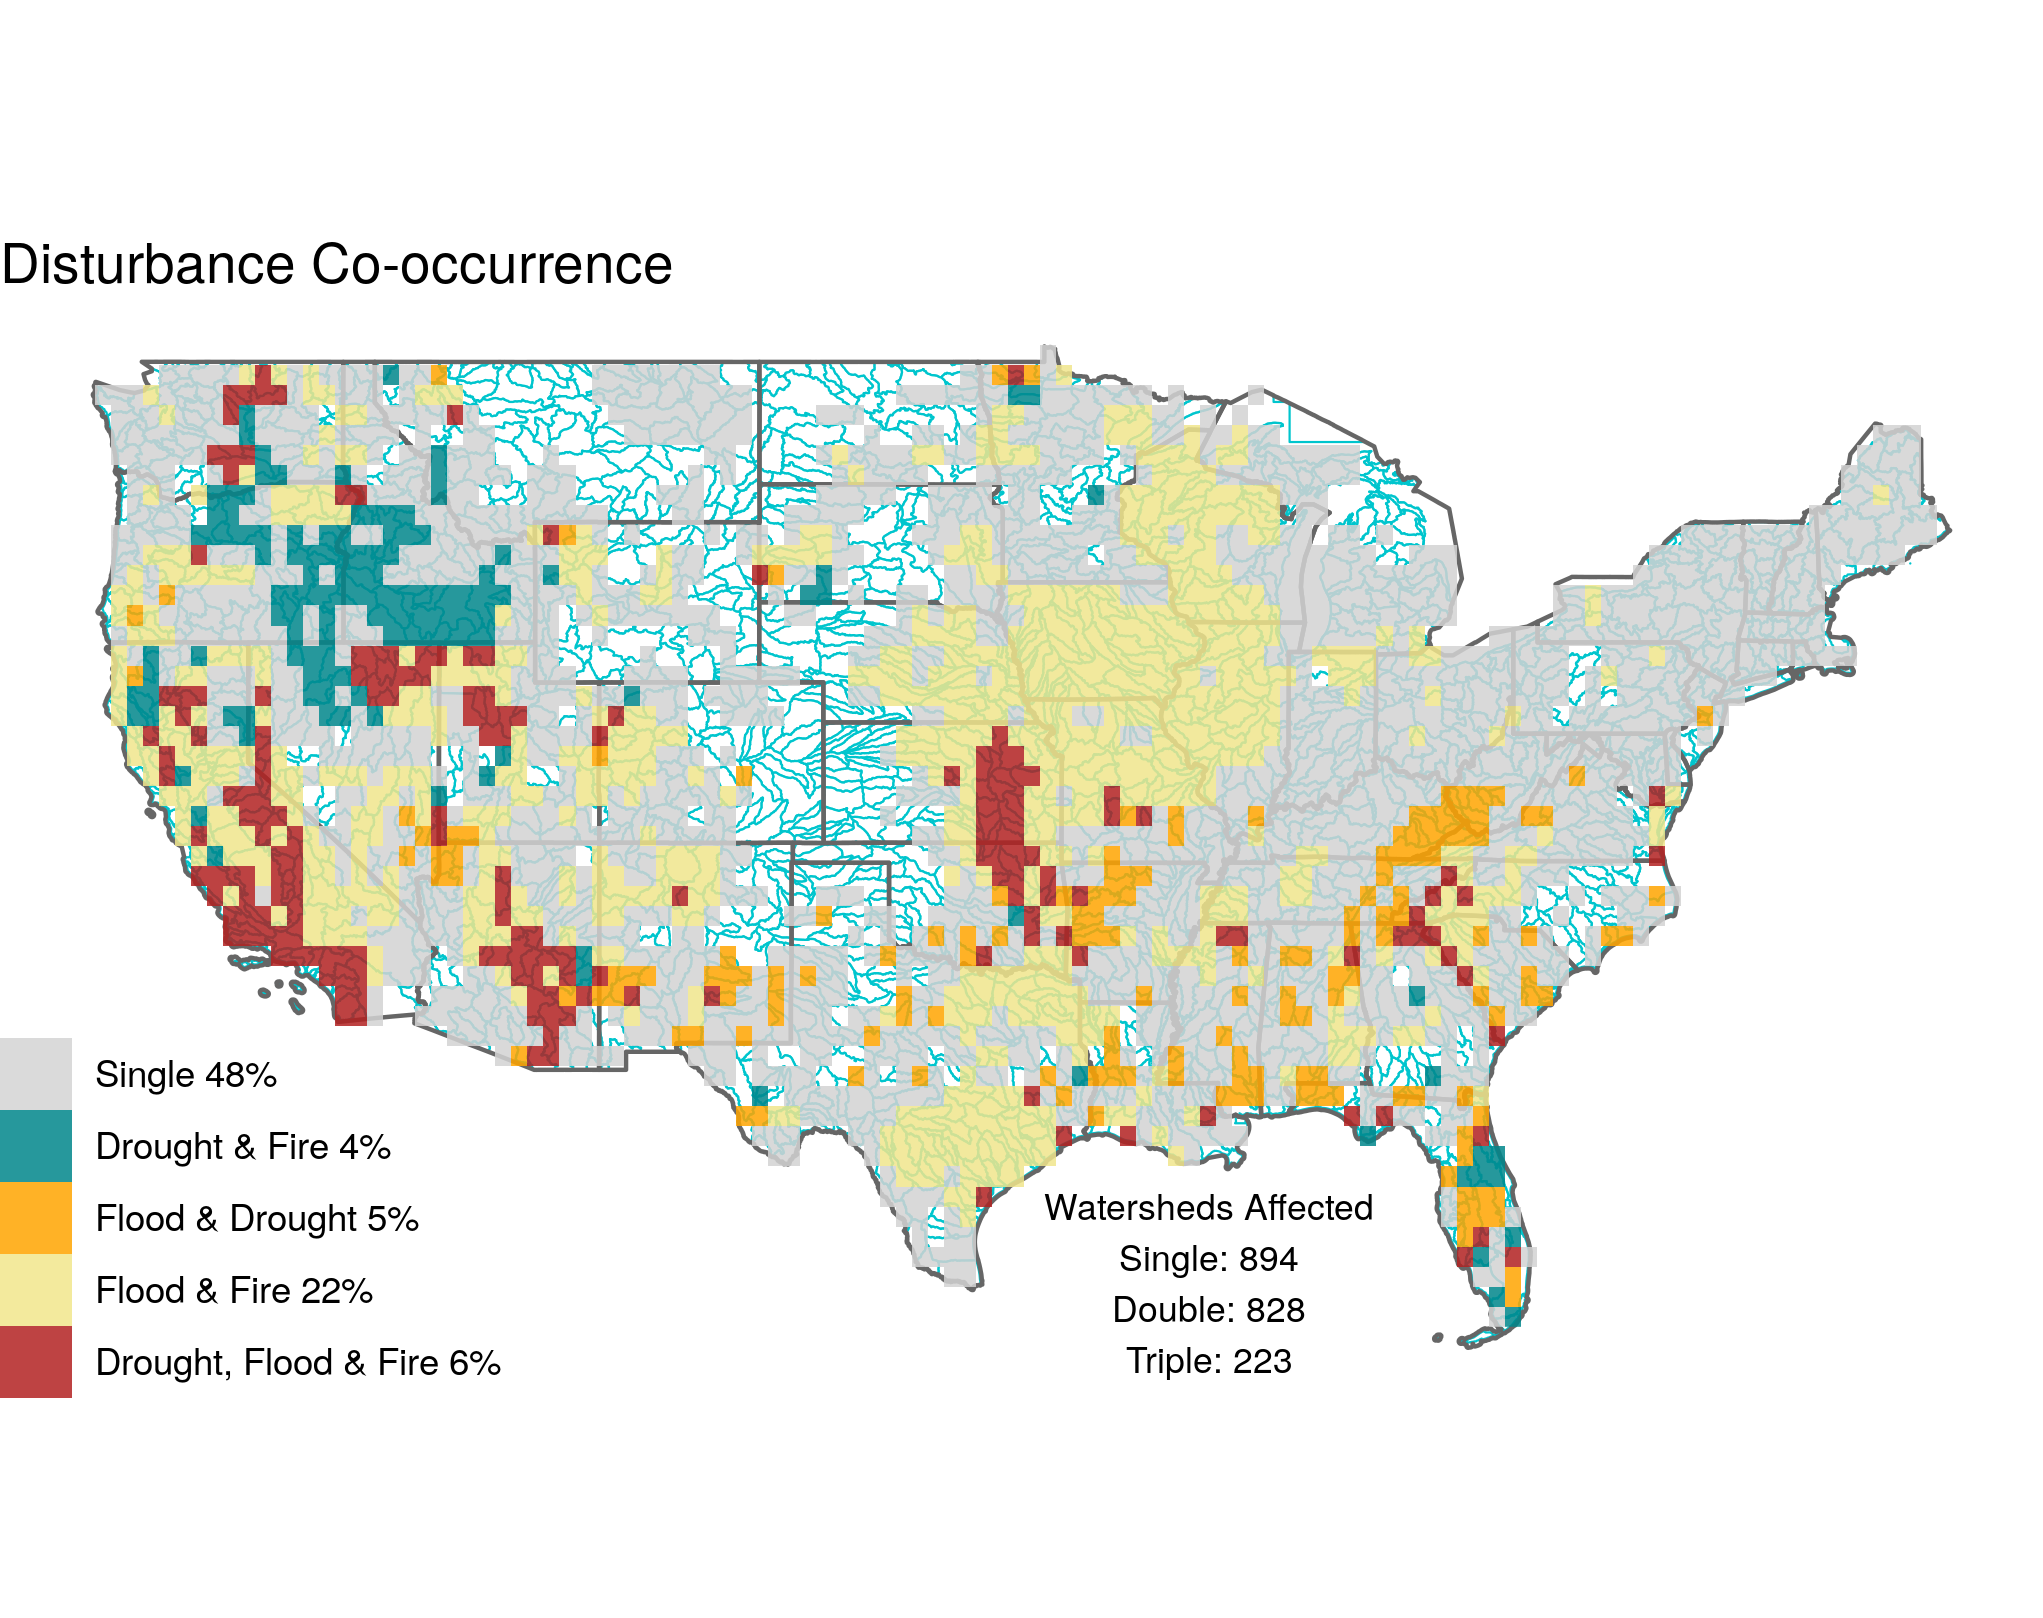 Disturbance Co-occurrence
Single 48%
Drought & Fire 4%
Flood & Drought 5%
Flood & Fire 22%
Drought, Flood & Fire 6%
Watersheds Affected
Single: 894
Double: 828
Triple: 223